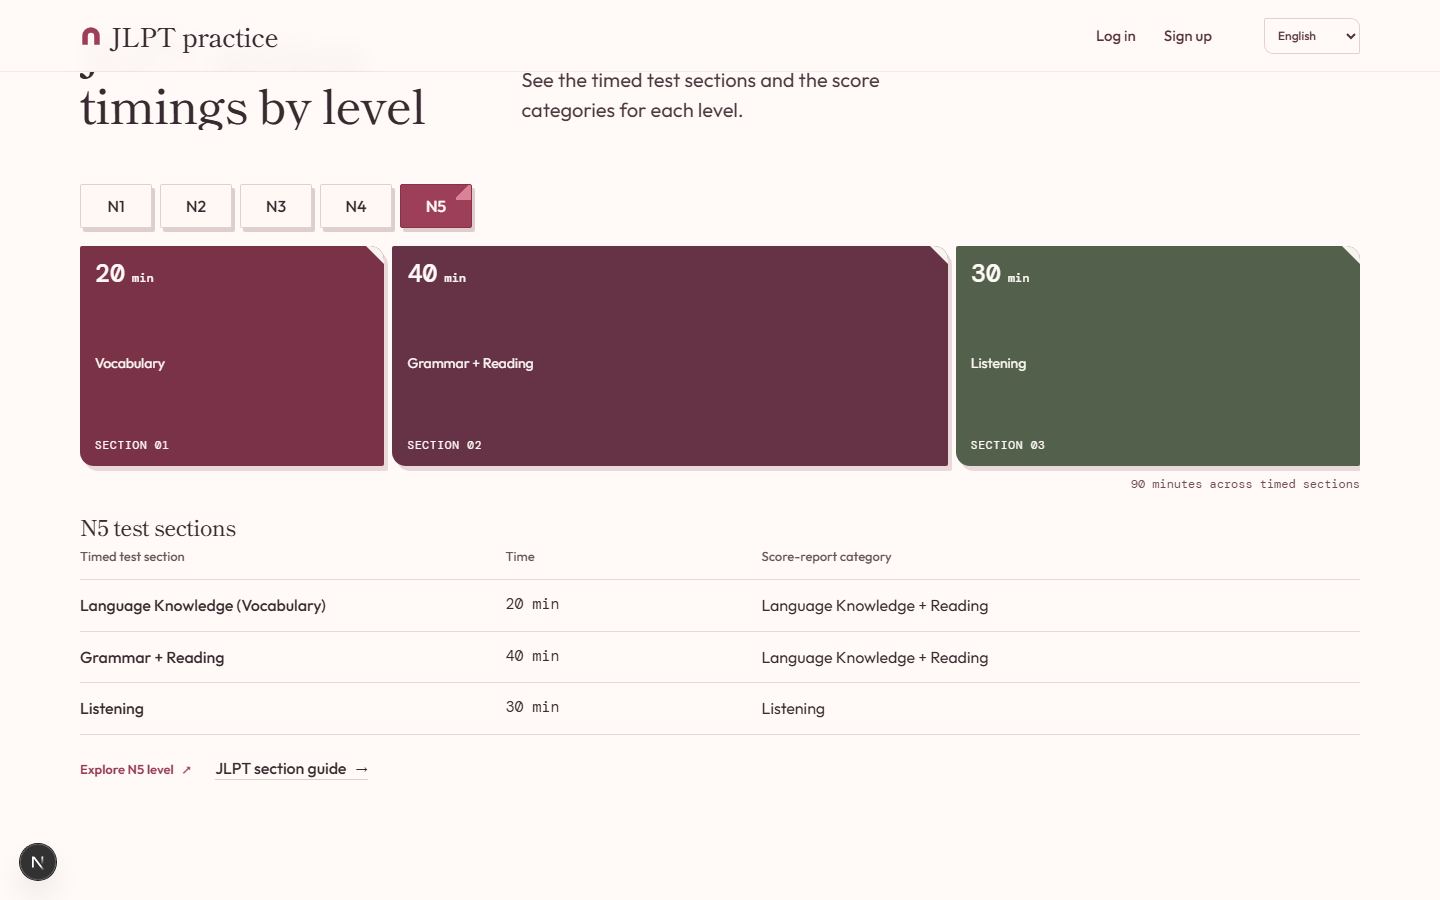 JLPT practice
Log in
Sign up
English
timings by level
See the timed test sections and the score
categories for each level.
N1
N2
N3
N4
N5
20 min
Vocabulary
SECTION 01
40 min
Grammar + Reading
SECTION 02
30 min
Listening
SECTION 03
90 minutes across timed sections
N5 test sections
Timed test section
Time
Score-report category
Language Knowledge (Vocabulary)
20 min
Language Knowledge + Reading
Grammar + Reading
40 min
Language Knowledge + Reading
Listening
30 min
Listening
Explore N5 level ↗
JLPT section guide →
N